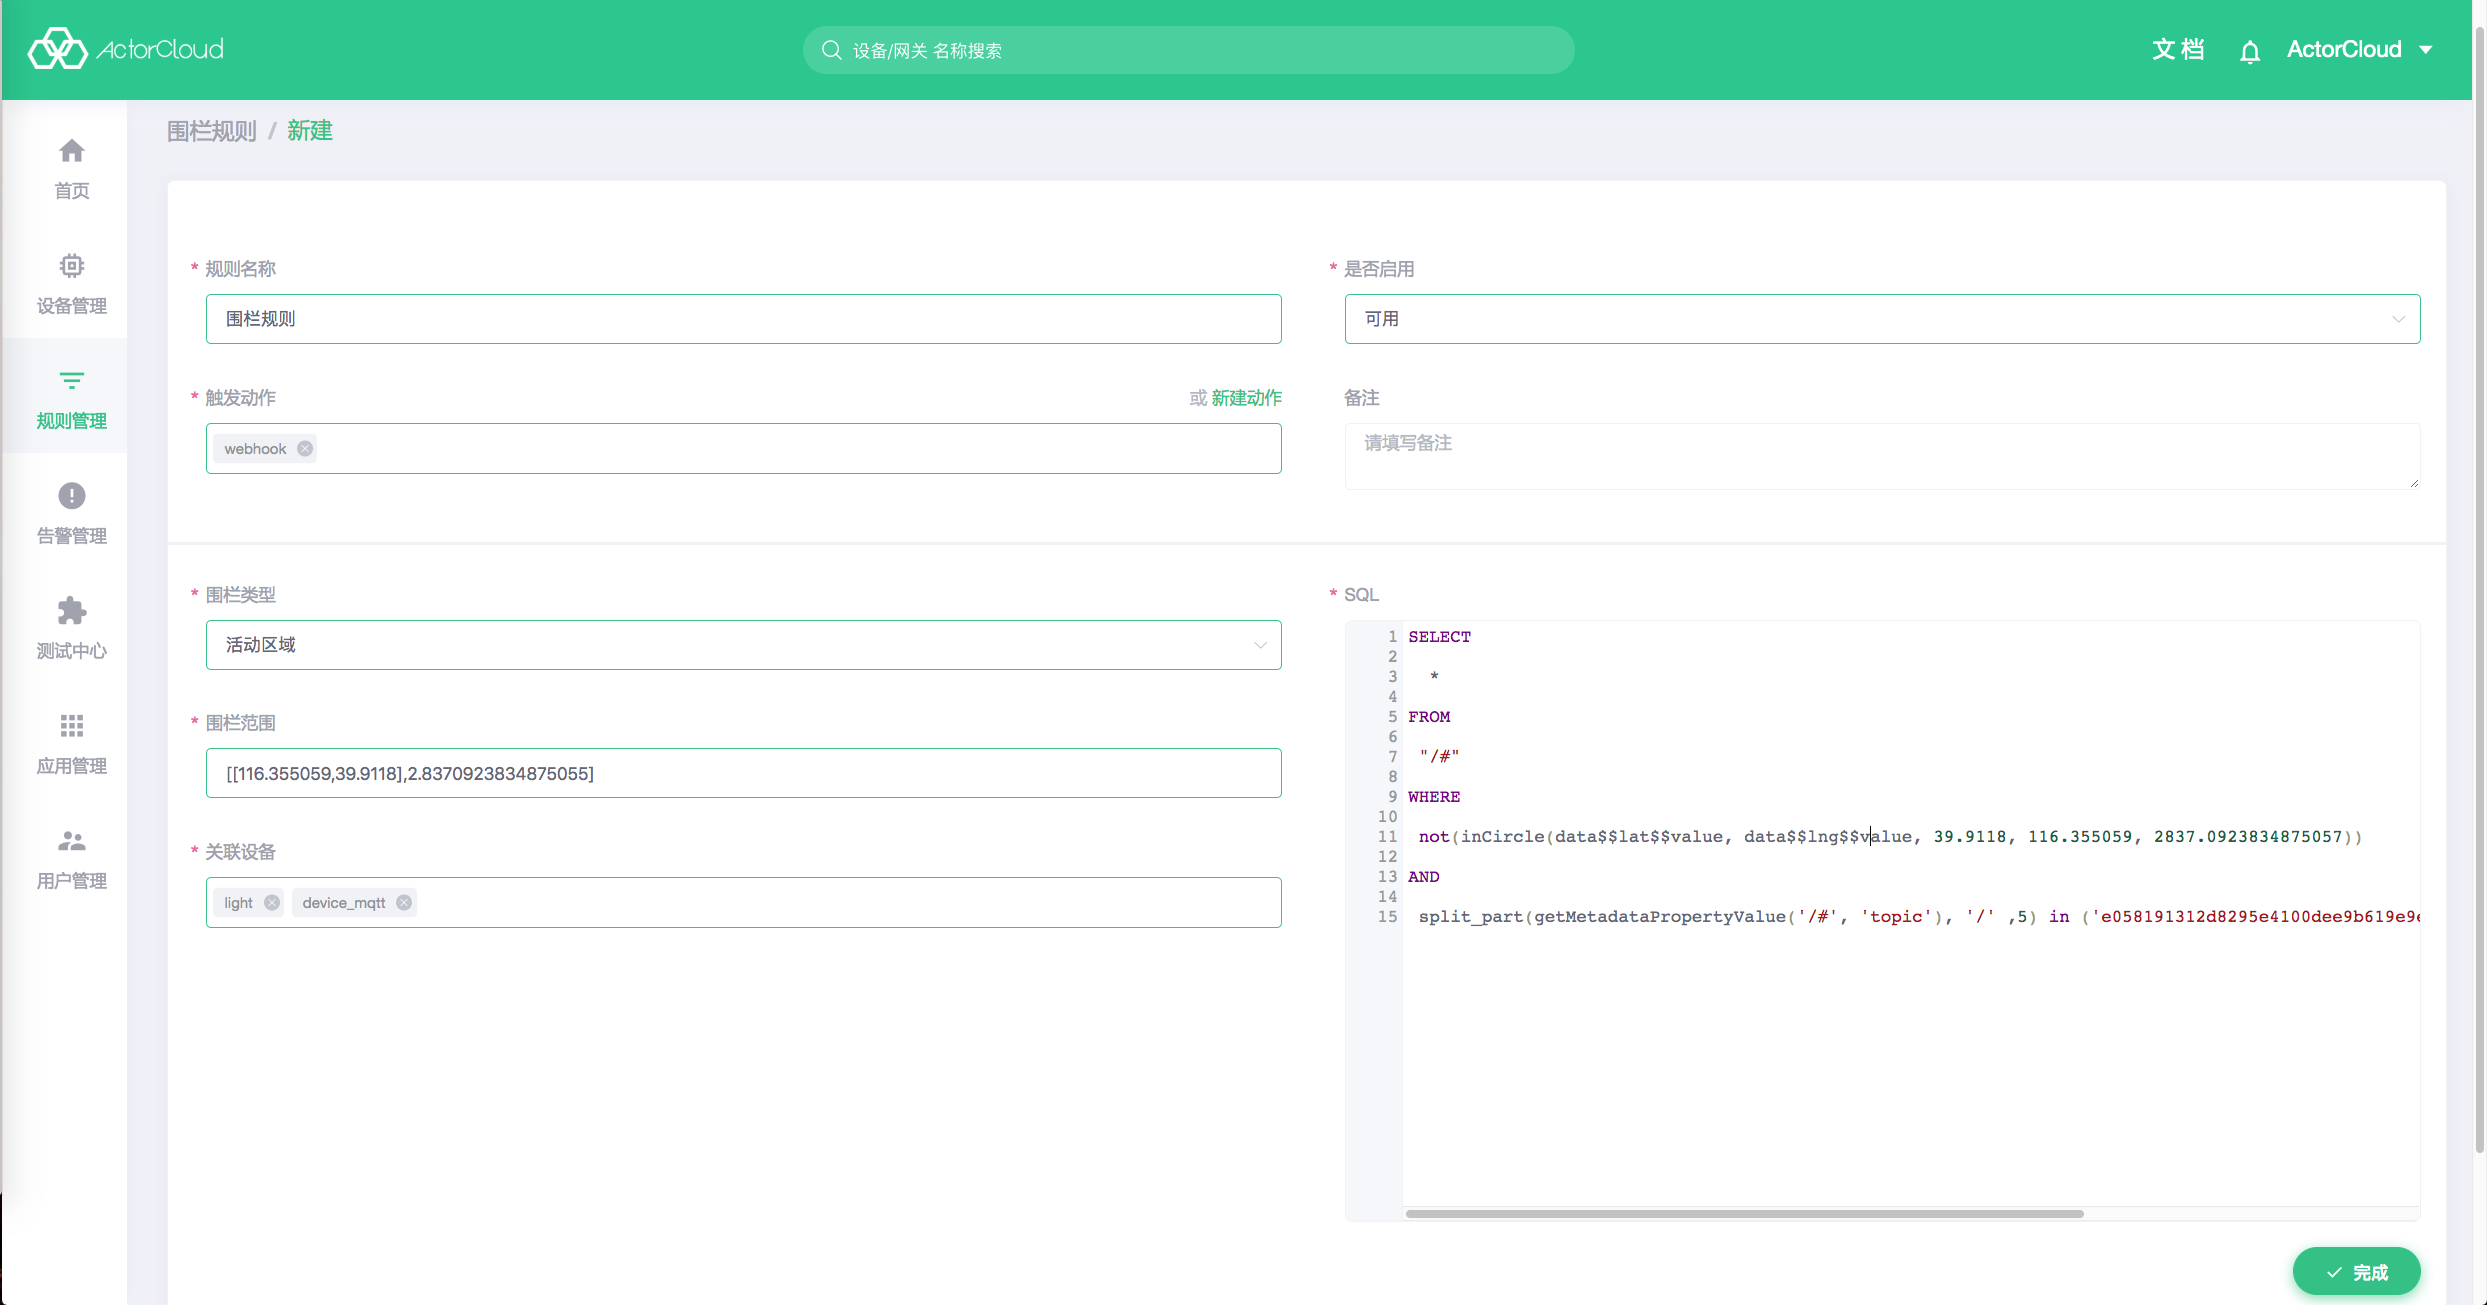 ActorCloud
设备/网关 名称搜索
文档
ActorCloud
首页
设备管理
规则管理
告警管理
测试中心
应用管理
用户管理
围栏规则 / 新建
* 规则名称
围栏规则
* 是否启用
可用
* 触发动作
或 新建动作
webhook
备注
请填写备注
* 围栏类型
活动区域
* 围栏范围
[[116.355059,39.9118],2.8370923834875055]
* 关联设备
light device_mqtt
* SQL
1 SELECT
2
3 *
4
5 FROM
6
7 "/#"
8
9 WHERE
10
11 not(inCircle(data$$lat$$value, data$$lng$$value, 39.9118, 116.355059, 2837.0923834875057))
12
13 AND
14
15 split_part(getMetadataPropertyValue('/#', 'topic'), '/' ,5) in ('e058191312d8295e4100dee9b619e9e
完成